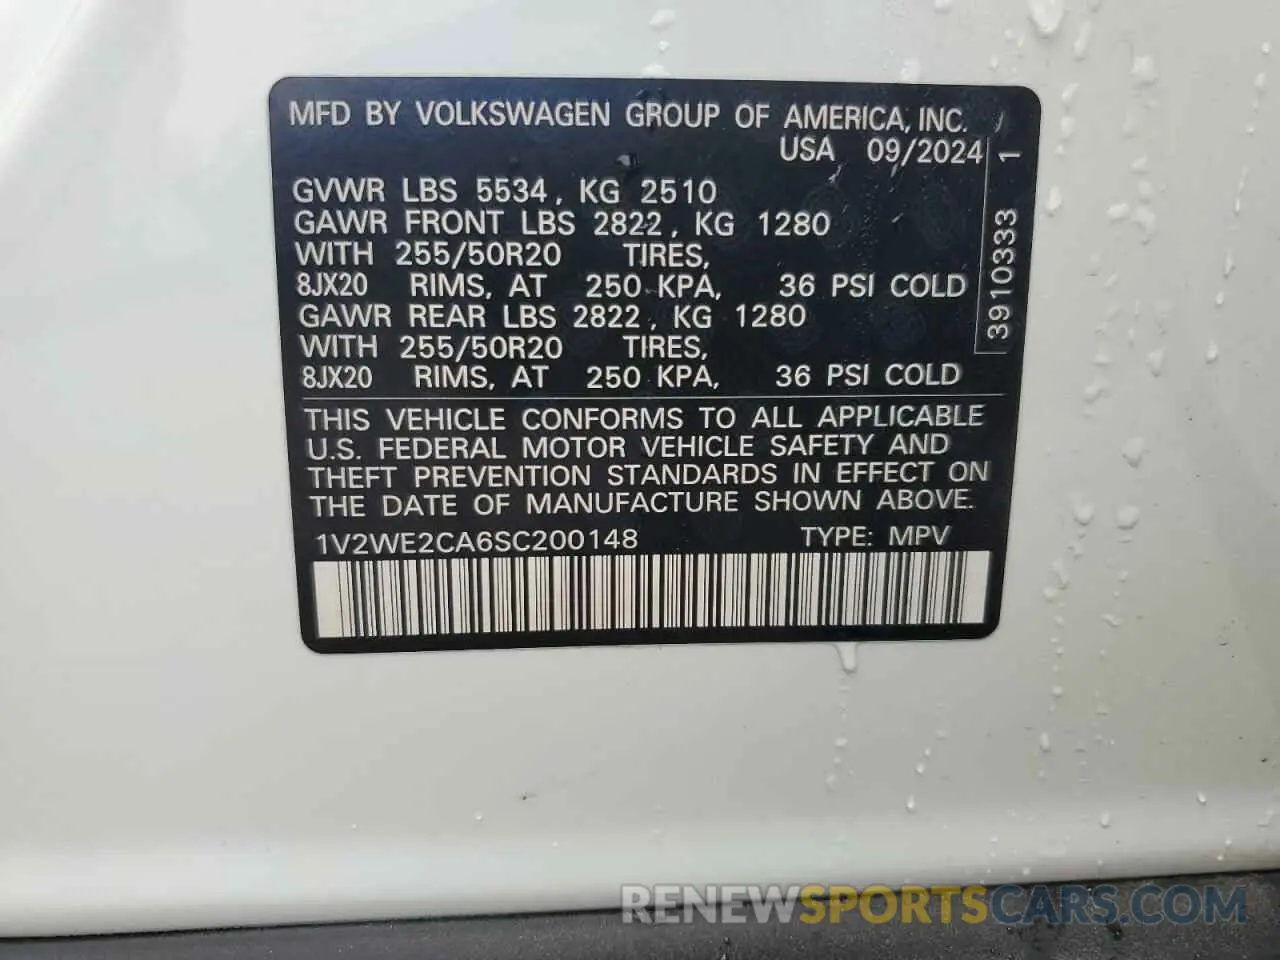 MFD BY VOLKSWAGEN GROUP OF AMERICA, INC.
USA 09/2024
GVWR LBS 5534, KG 2510
GAWR FRONT LBS 2822, KG 1280
WITH 255/50R20 TIRES,
8JX20 RIMS, AT 250 KPA, 36 PSI COLD
GAWR REAR LBS 2822, KG 1280
WITH 255/50R20 TIRES,
8JX20 RIMS, AT 250 KPA, 36 PSI COLD
3910333 1
THIS VEHICLE CONFORMS TO ALL APPLICABLE
U.S. FEDERAL MOTOR VEHICLE SAFETY AND
THEFT PREVENTION STANDARDS IN EFFECT ON
THE DATE OF MANUFACTURE SHOWN ABOVE.
1V2WE2CA6SC200148 TYPE: MPV
RENEWSPORTSCARS.COM